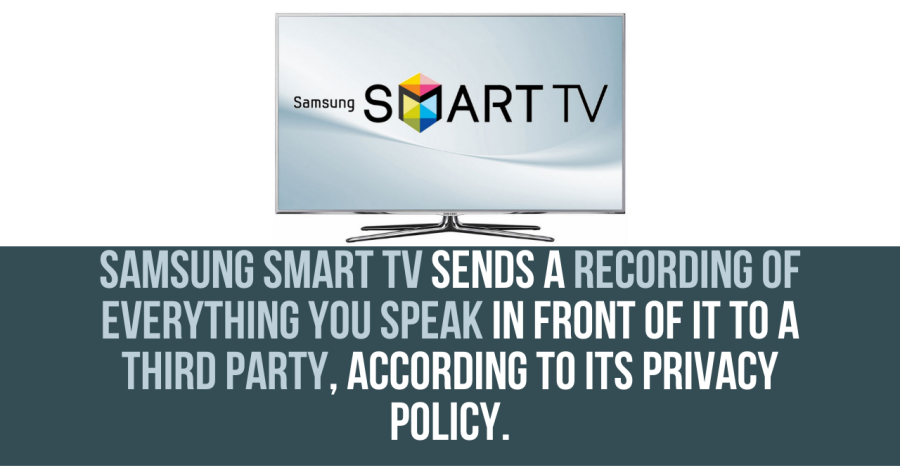 Samsung SMART TV
SAMSUNG SMART TV SENDS A RECORDING OF
EVERYTHING YOU SPEAK IN FRONT OF IT TO A
THIRD PARTY, ACCORDING TO ITS PRIVACY
POLICY.